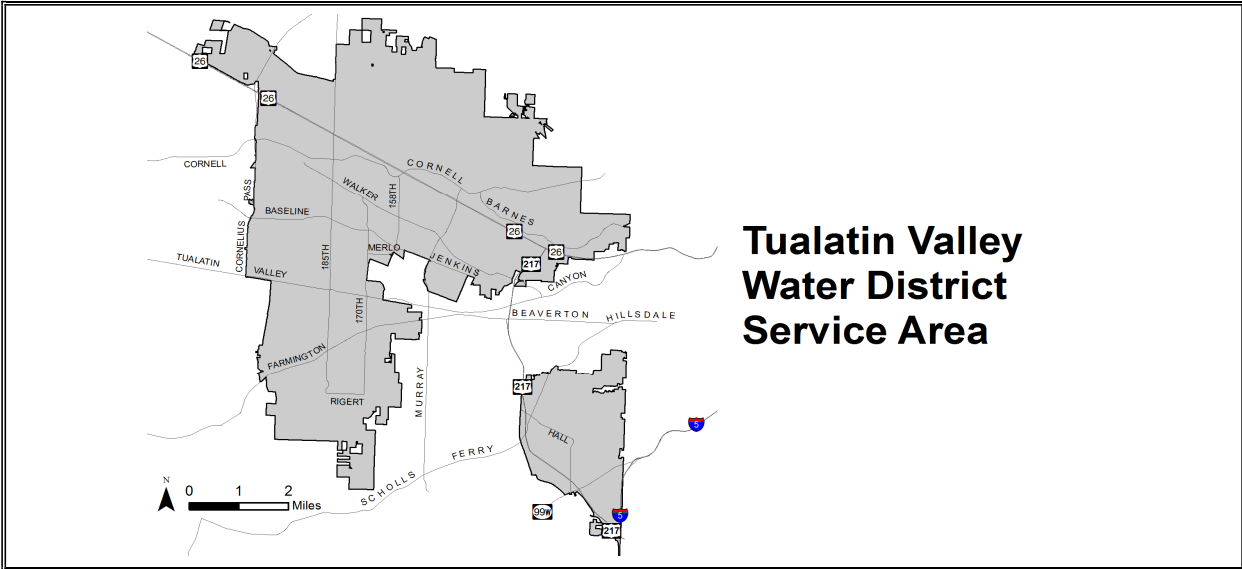 26
26
CORNELL
CORNELL
WALKER
158TH
PASS
BASELINE
BARNES
26
CORNELIUS
185TH
MERLO
JENKINS
26
217
TUALATIN
VALLEY
CANYON
170TH
BEAVERTON
HILLSDALE
FARMINGTON
217
MURRAY
RIGERT
HALL
5
FERRY
SCHOLLS
99W
5
217
N
0 1 2
Miles
Tualatin Valley
Water District
Service Area